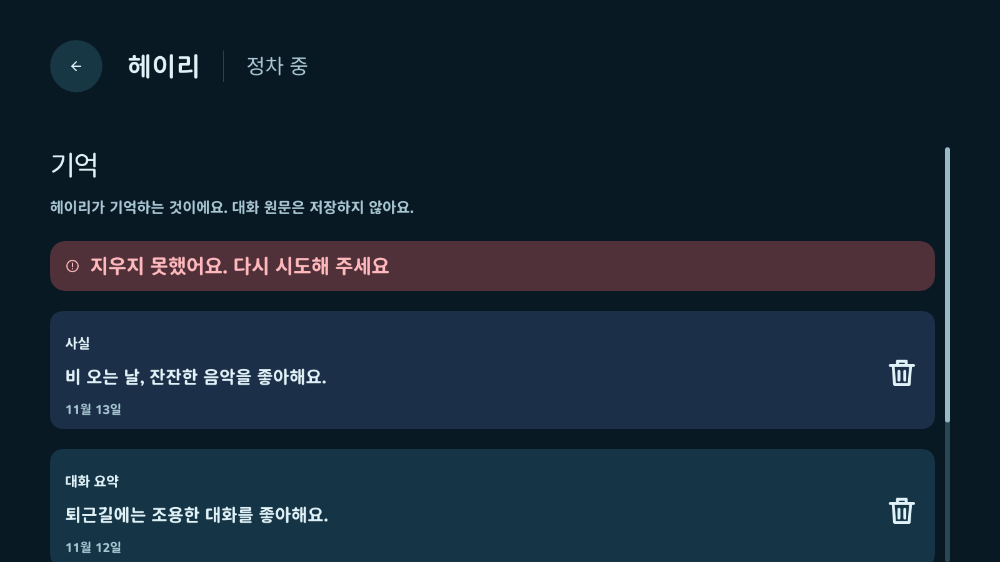 헤이리
정차 중
기억
헤이리가 기억하는 것이에요. 대화 원문은 저장하지 않아요.
지우지 못했어요. 다시 시도해 주세요
사실
비 오는 날, 잔잔한 음악을 좋아해요.
11월 13일
대화 요약
퇴근길에는 조용한 대화를 좋아해요.
11월 12일